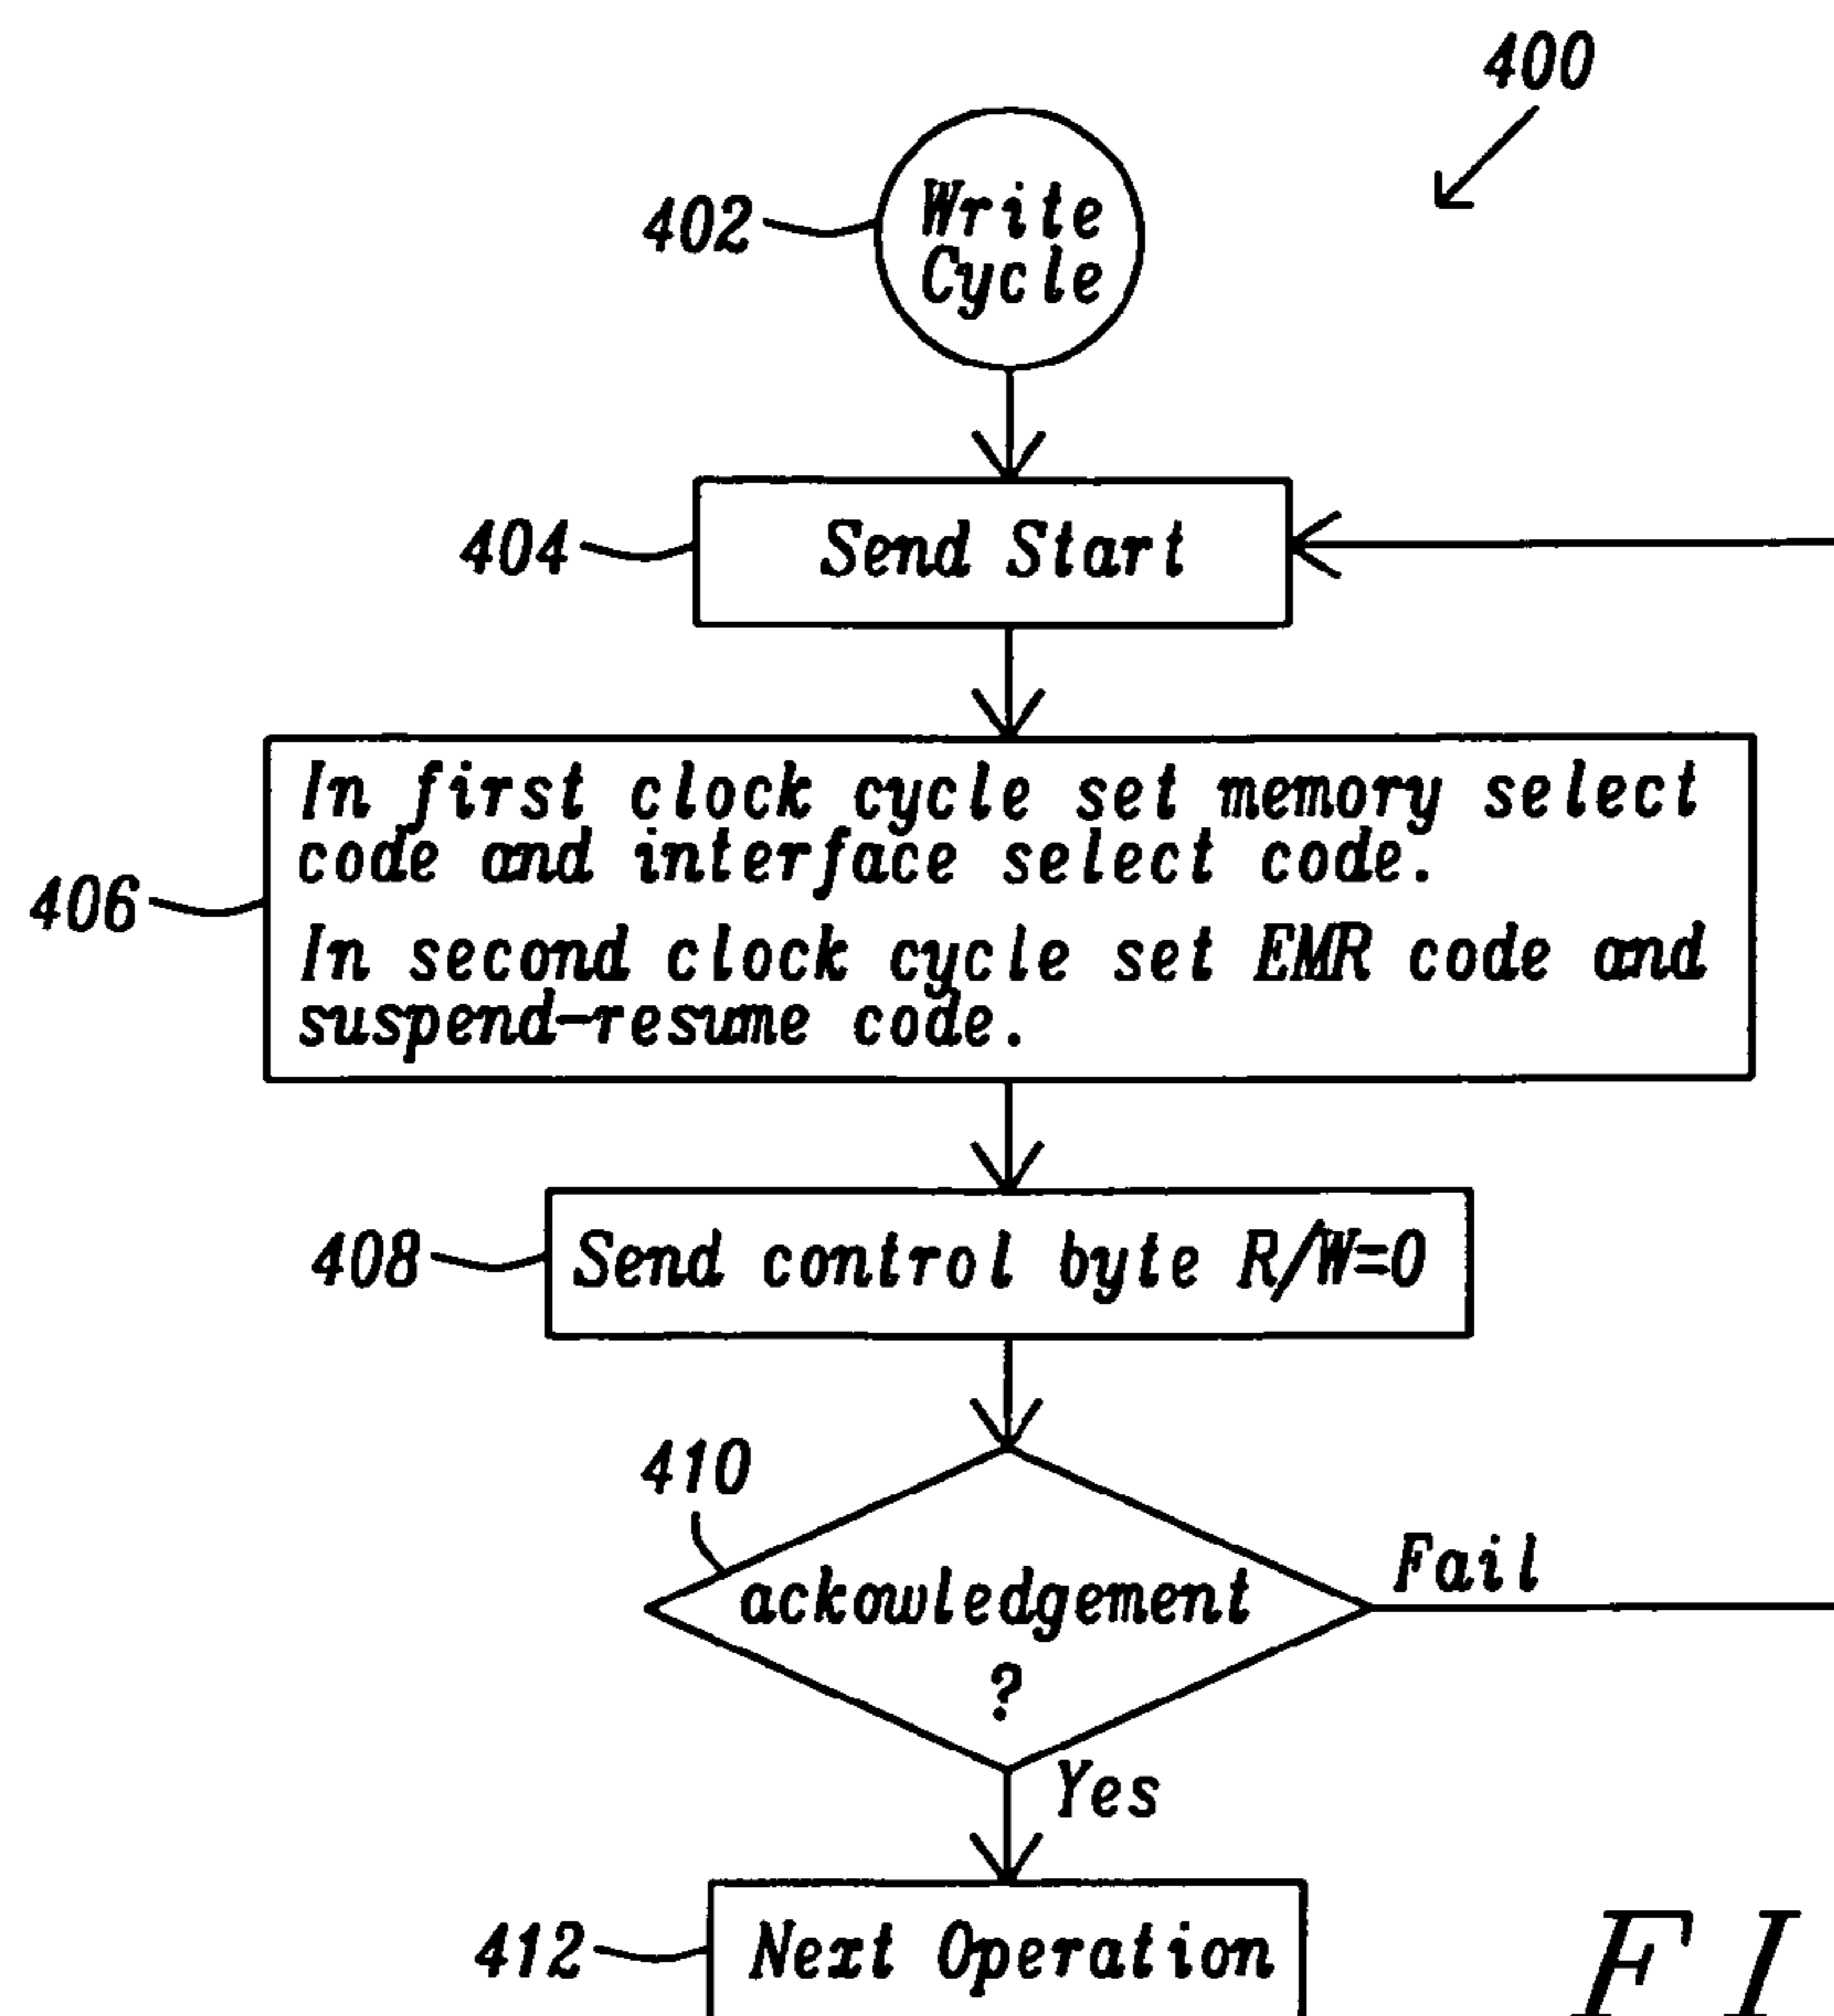 400
402
Write
Cycle
404
Send Start
406
In first clock cycle set memory select
code and interface select code.
In second clock cycle set EMR code and
suspend-resume code.
408
Send control byte R/W=0
410
ackowledgement
?
Fail
Yes
412
Next Operation
FI